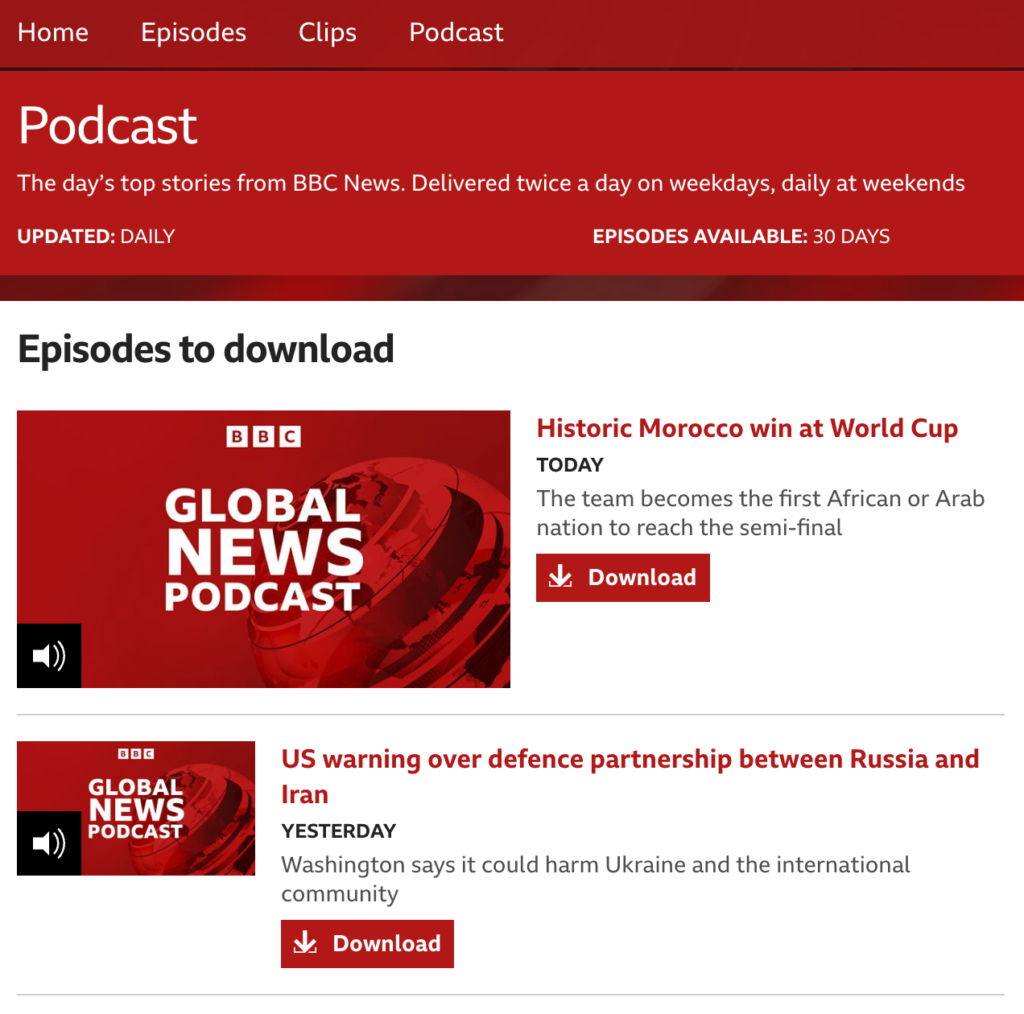 Home Episodes Clips Podcast
Podcast
The day’s top stories from BBC News. Delivered twice a day on weekdays, daily at weekends
UPDATED: DAILY EPISODES AVAILABLE: 30 DAYS
Episodes to download
BBC
GLOBAL
NEWS
PODCAST
Historic Morocco win at World Cup
TODAY
The team becomes the first African or Arab
nation to reach the semi-final
Download
BBC
GLOBAL
NEWS
PODCAST
US warning over defence partnership between Russia and
Iran
YESTERDAY
Washington says it could harm Ukraine and the international
community
Download